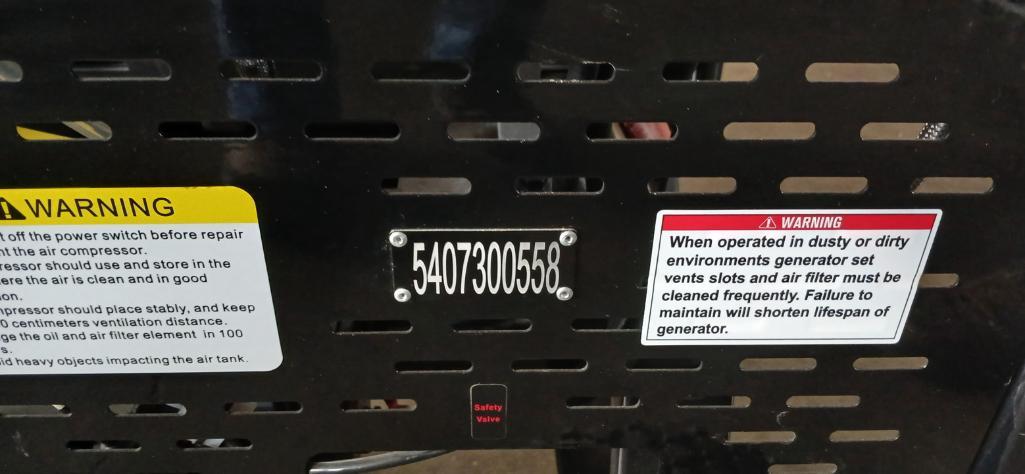 WARNING
t off the power switch before repair
nt the air compressor.
ressor should use and store in the
ere the air is clean and in good
on.
mpressor should place stably, and keep
0 centimeters ventilation distance.
ge the oil and air filter element in 100
s.
id heavy objects impacting the air tank.
5407300558
WARNING
When operated in dusty or dirty
environments generator set
vents slots and air filter must be
cleaned frequently. Failure to
maintain will shorten lifespan of
generator.
Safety
Valve